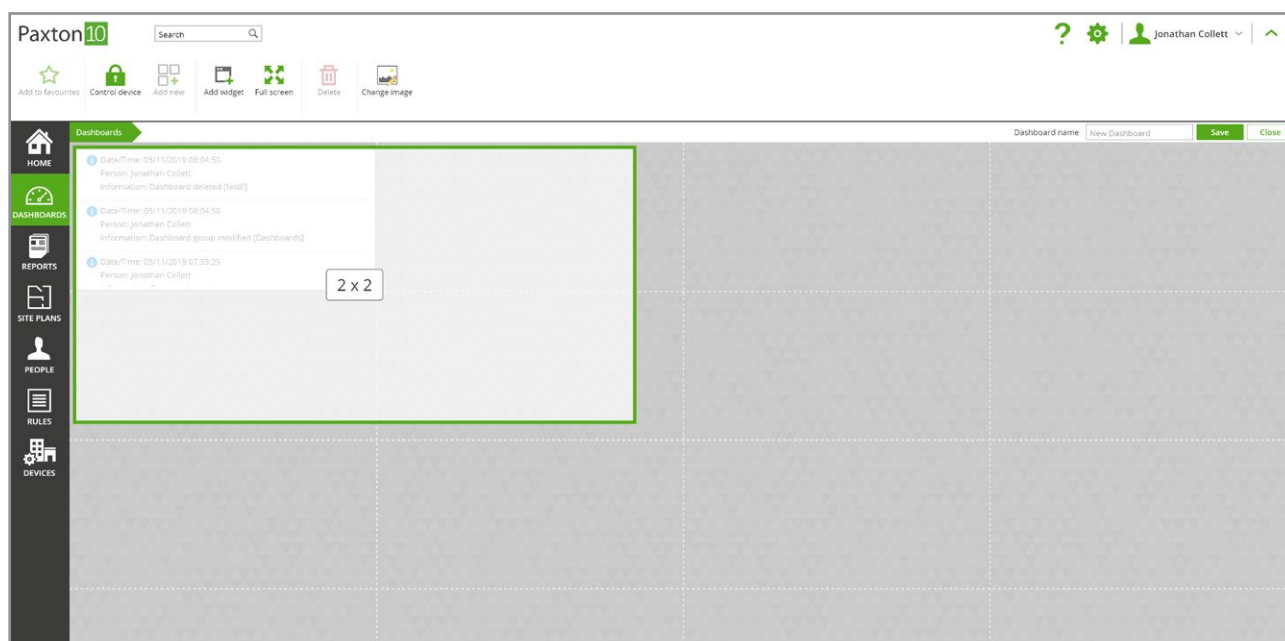 Paxton10
Search
Jonathan Collett
Add to favourites
Control device
Add new
Add widget
Full screen
Delete
Change image
Dashboards
Dashboard name
New Dashboard
Save
Close
HOME
DASHBOARDS
REPORTS
SITE PLANS
PEOPLE
RULES
DEVICES
Date/Time: 05/11/2019 08:04:50
Person: Jonathan Collett
Information: Dashboard deleted [fasdf]
Date/Time: 05/11/2019 08:04:50
Person: Jonathan Collett
Information: Dashboard group modified [Dashboards]
Date/Time: 05/11/2019 07:55:25
Person: Jonathan Collett
2 x 2